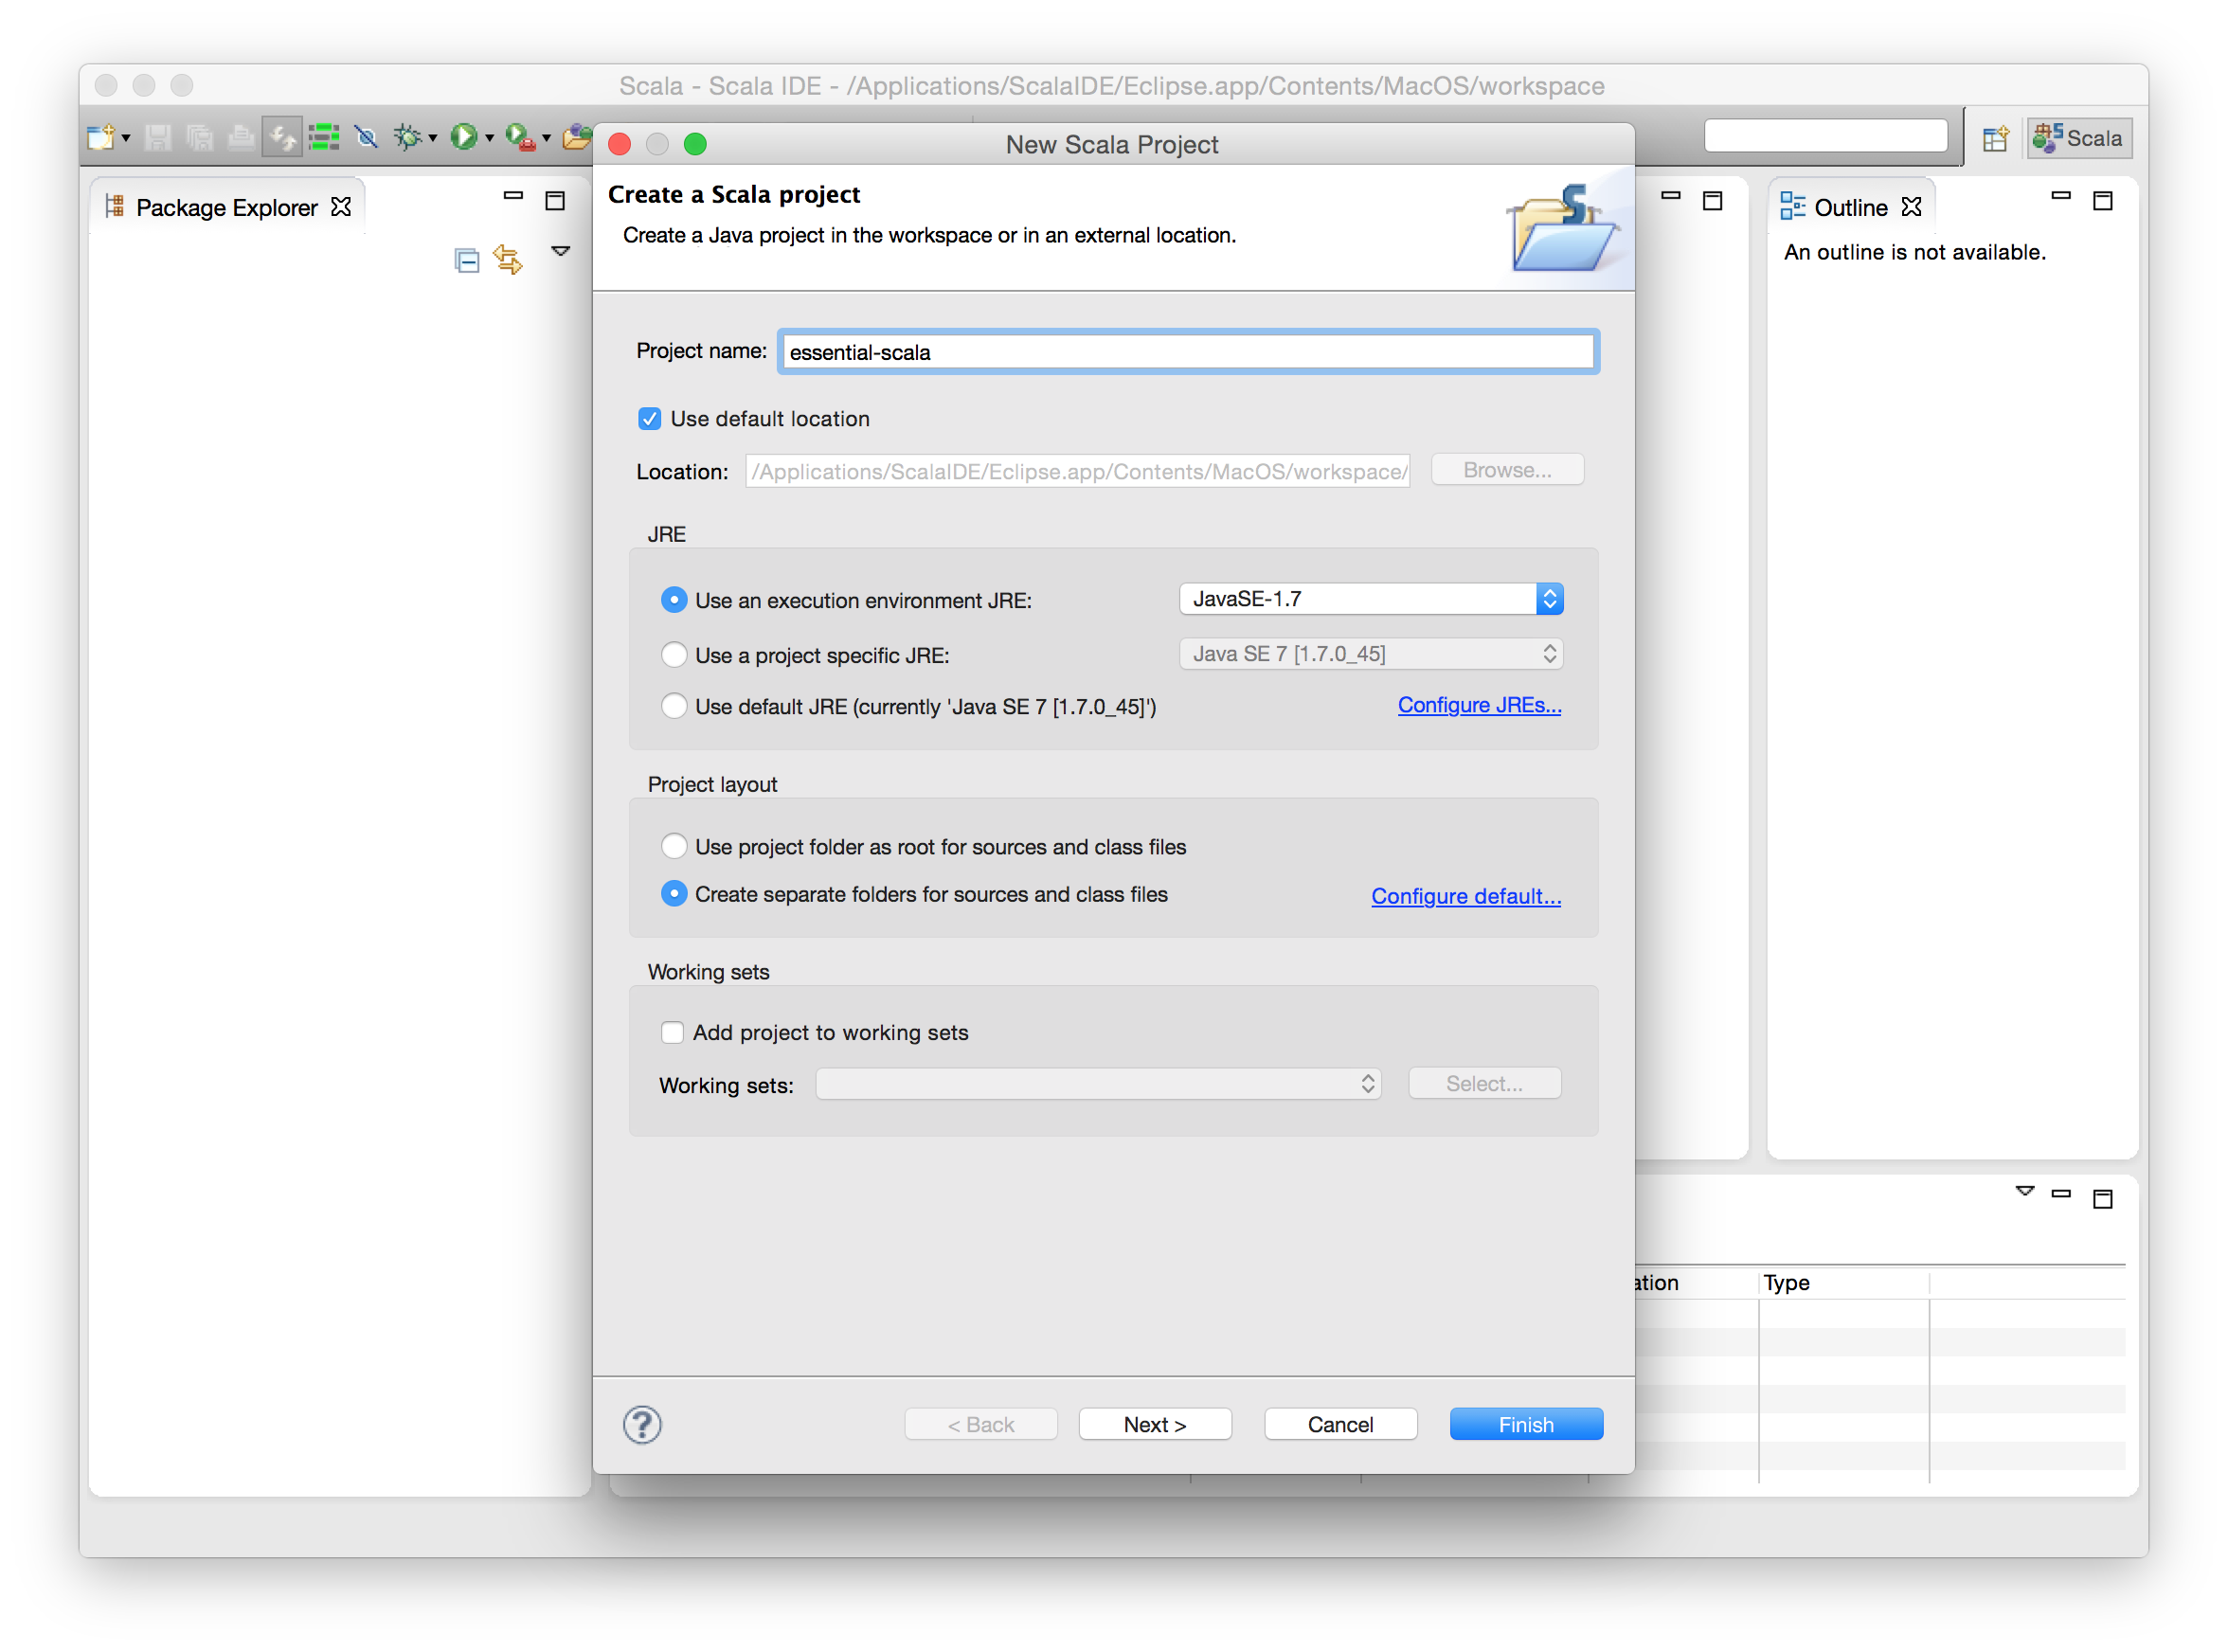 Scala - Scala IDE - /Applications/ScalaIDE/Eclipse.app/Contents/MacOS/workspace
Scala
Package Explorer
New Scala Project
Create a Scala project
Create a Java project in the workspace or in an external location.
Outline
An outline is not available.
Project name: essential-scala
Use default location
Location: /Applications/ScalaIDE/Eclipse.app/Contents/MacOS/workspace/
Browse...
JRE
Use an execution environment JRE: JavaSE-1.7
Use a project specific JRE: Java SE 7 [1.7.0_45]
Use default JRE (currently 'Java SE 7 [1.7.0_45]') Configure JREs...
Project layout
Use project folder as root for sources and class files
Create separate folders for sources and class files Configure default...
Working sets
Add project to working sets
Working sets: Select...
ation Type
? < Back Next > Cancel Finish